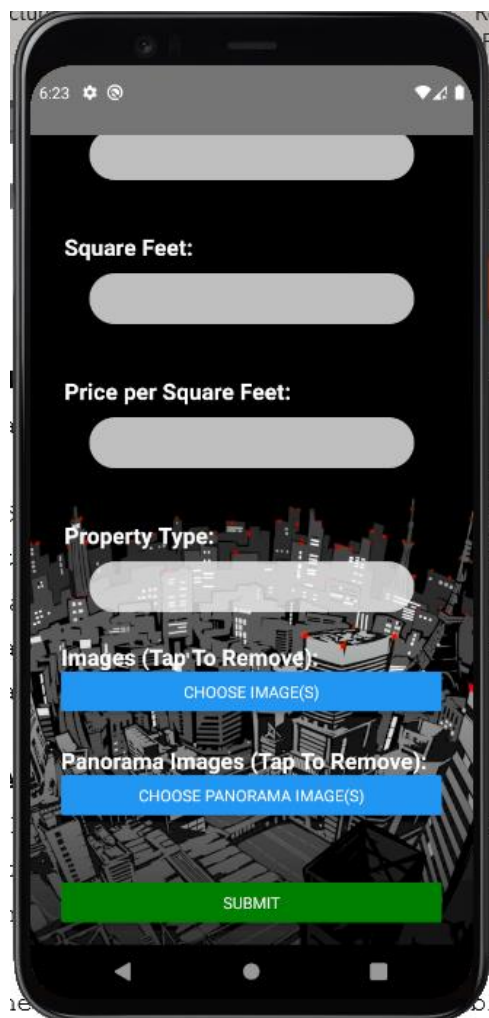 6:23
Square Feet:
Price per Square Feet:
Property Type:
Images (Tap To Remove):
CHOOSE IMAGE(S)
Panorama Images (Tap To Remove):
CHOOSE PANORAMA IMAGE(S)
SUBMIT